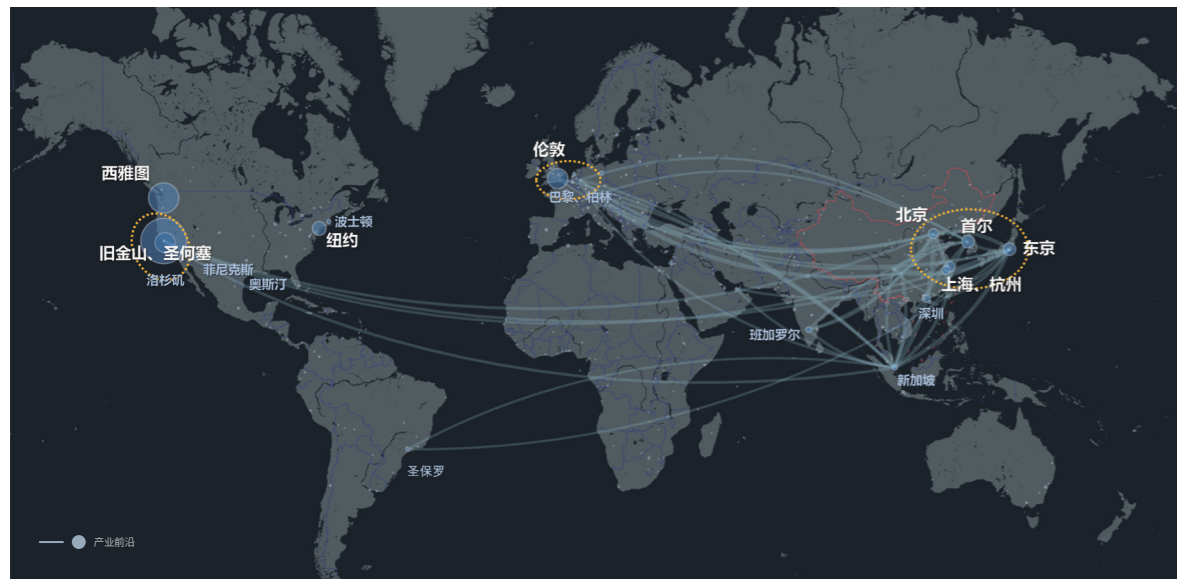 伦敦
西雅图
巴黎
柏林
波士顿
北京
首尔
纽约
东京
旧金山、圣何塞
菲尼克斯
洛杉矶
奥斯汀
上海、杭州
深圳
班加罗尔
新加坡
圣保罗
产业前沿